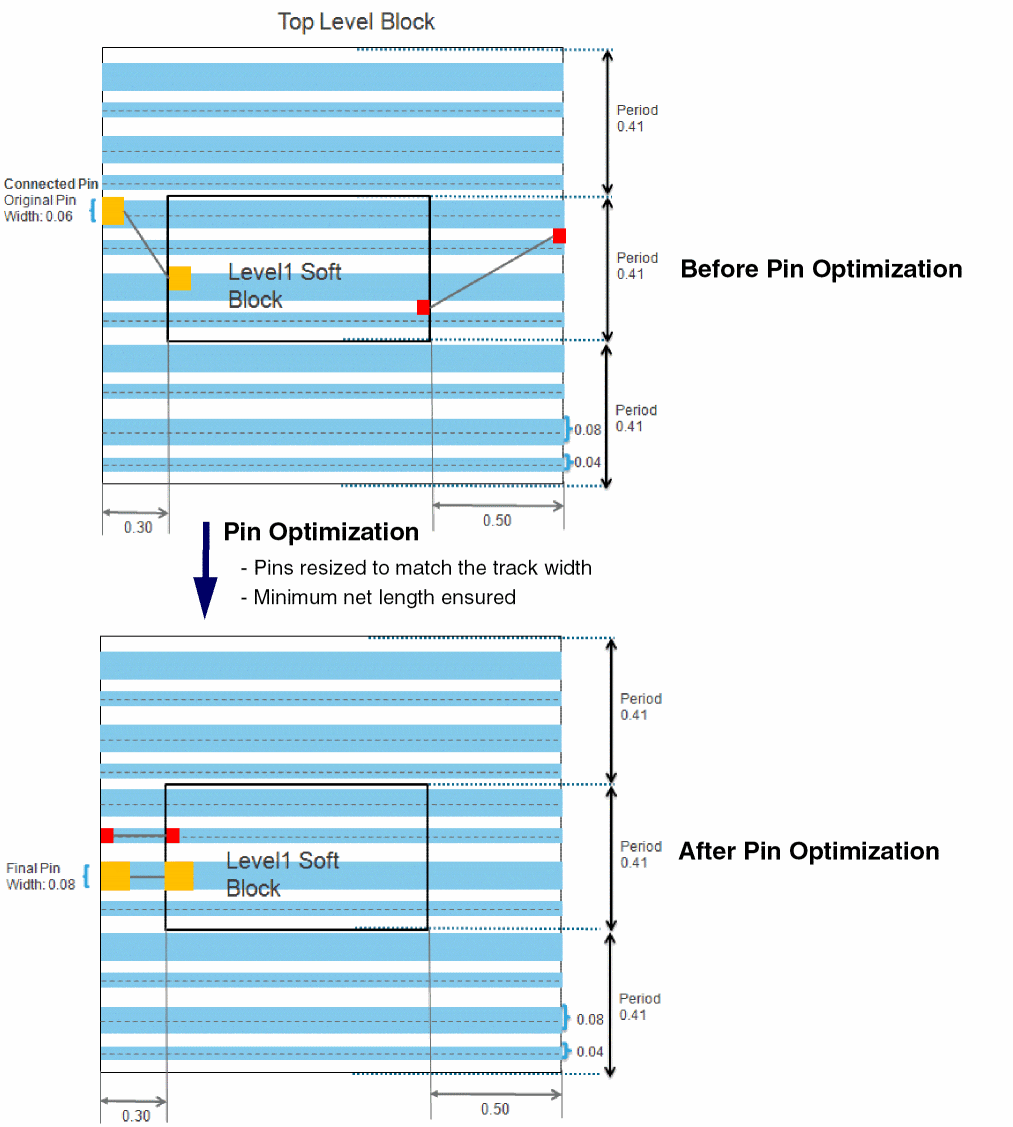 Top Level Block
Period
0.41
Connected Pin
Original Pin
Width: 0.06
Level1 Soft
Block
Period
0.41
Before Pin Optimization
Period
0.41
0.08
0.04
0.30
0.50
Pin Optimization
- Pins resized to match the track width
- Minimum net length ensured
Period
0.41
Final Pin
Width: 0.08
Level1 Soft
Block
Period
0.41
After Pin Optimization
Period
0.41
0.08
0.04
0.30
0.50